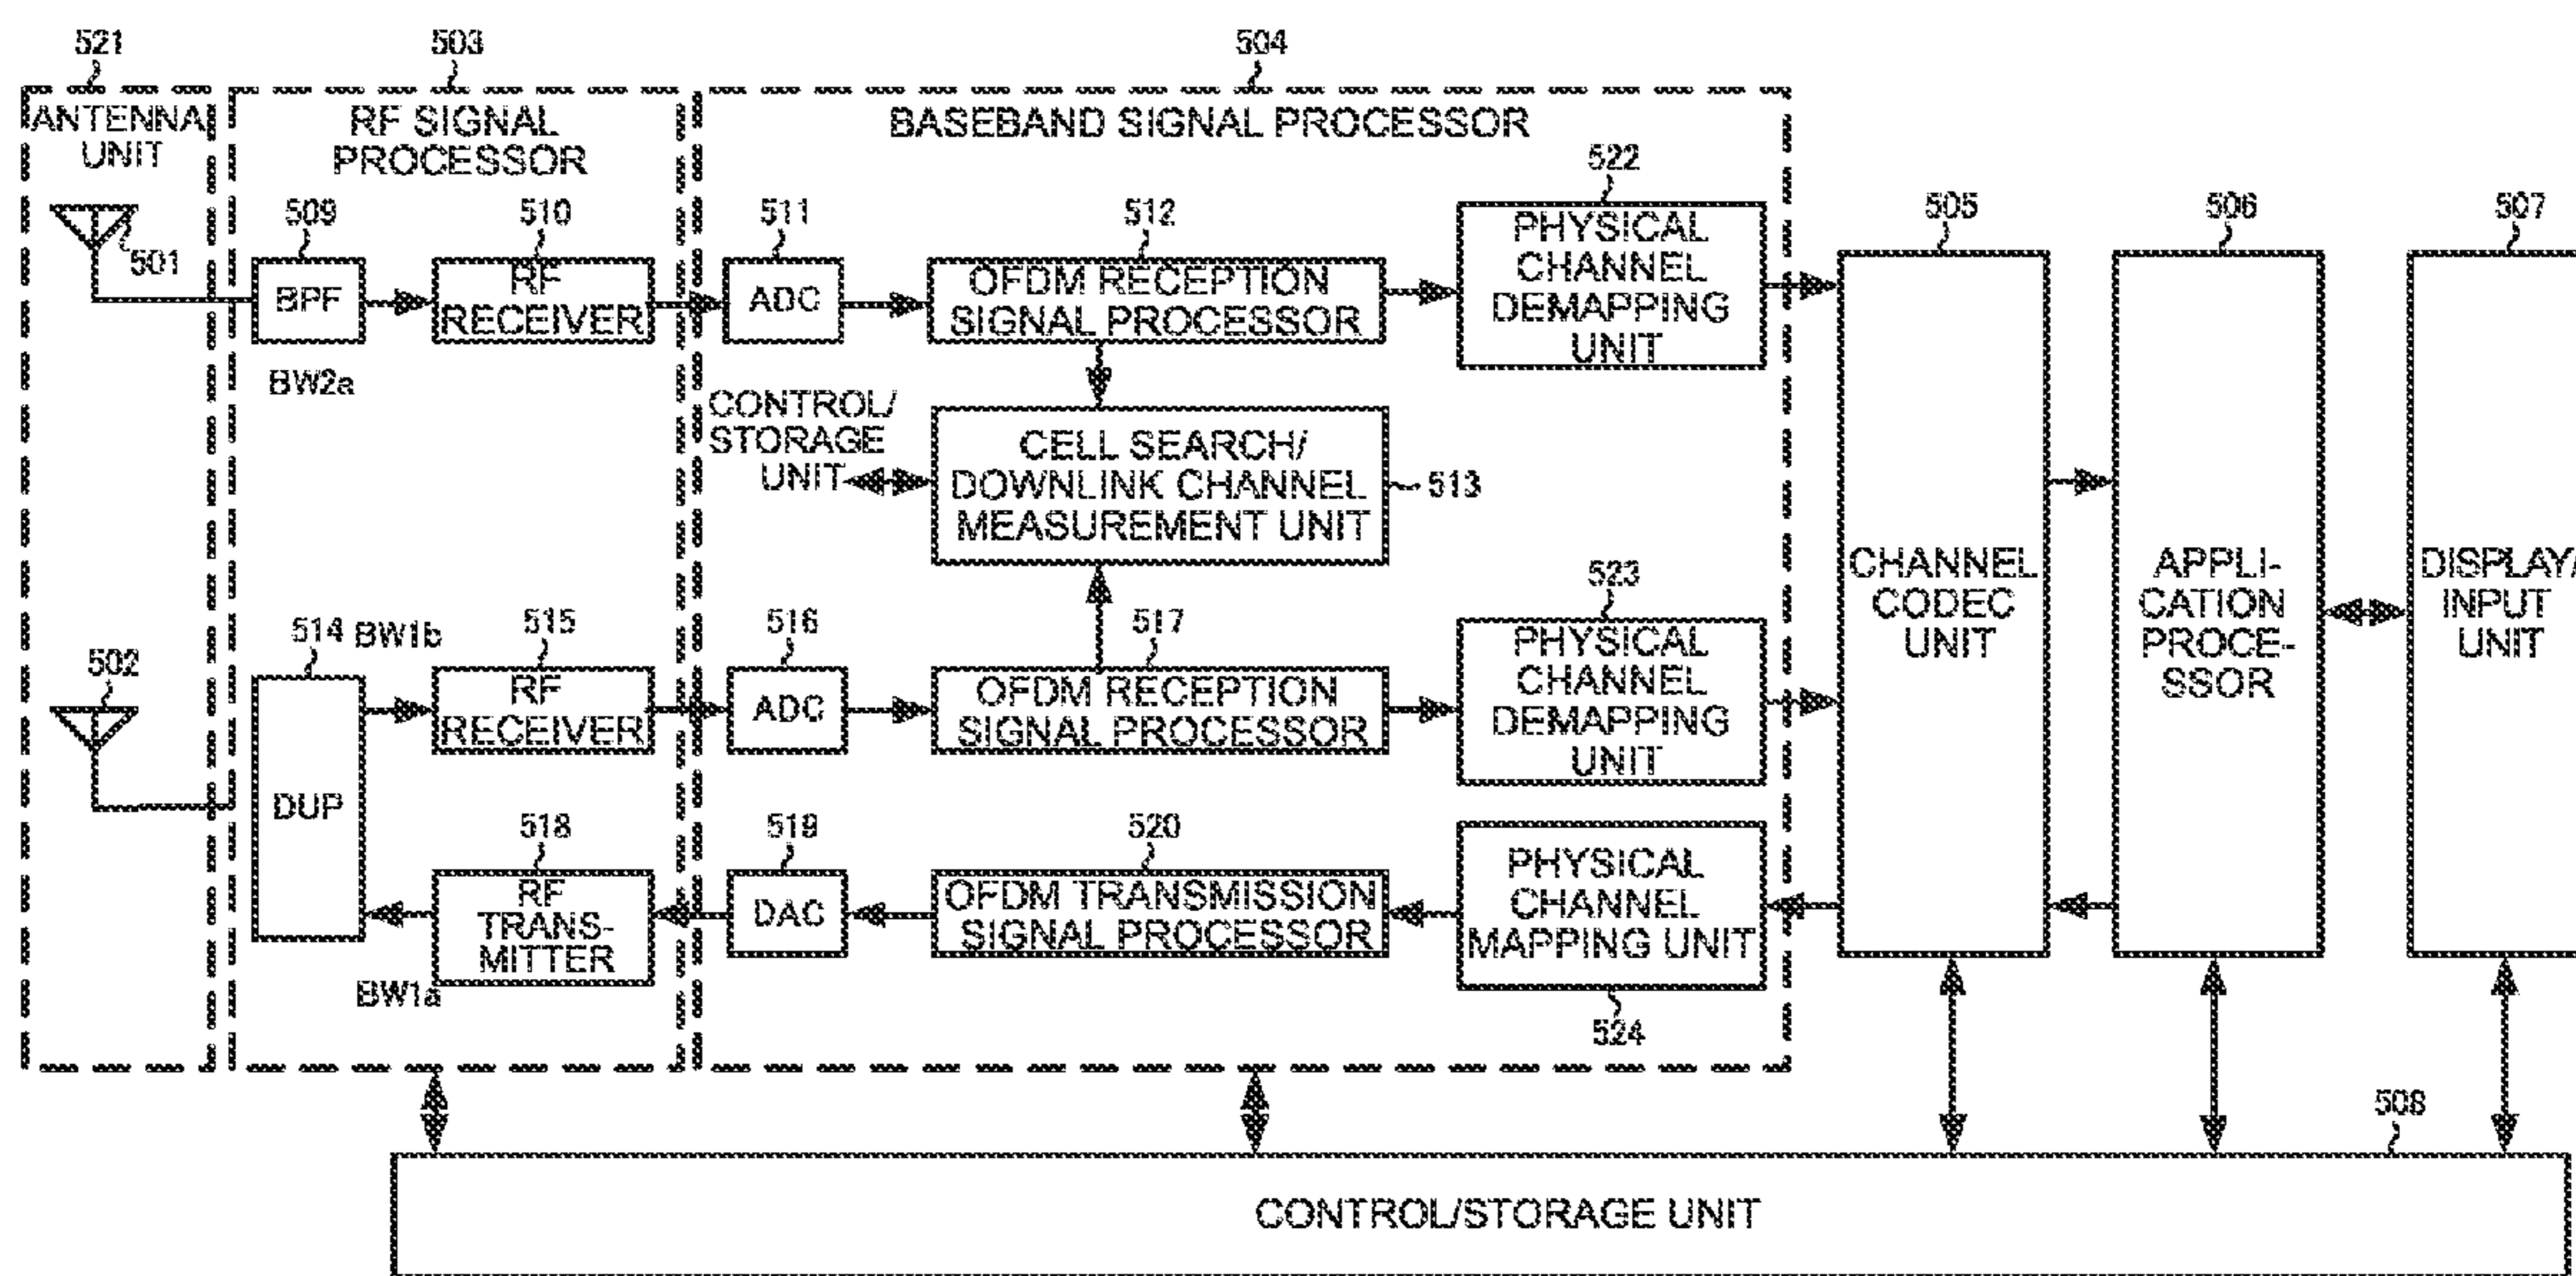 521
503
504
ANTENNA
UNIT
RF SIGNAL
PROCESSOR
BASEBAND SIGNAL PROCESSOR
501
509
BPF
BW2a
510
RF
RECEIVER
511
ADC
512
OFDM RECEPTION
SIGNAL PROCESSOR
522
PHYSICAL
CHANNEL
DEMAPPING
UNIT
505
506
507
CONTROL/
STORAGE
UNIT
CELL SEARCH/
DOWNLINK CHANNEL
MEASUREMENT UNIT
513
CHANNEL
CODEC
UNIT
APPLI-
CATION
PROCE-
SSOR
DISPLAY/
INPUT
UNIT
502
514
BW1b
DUP
515
RF
RECEIVER
516
ADC
517
OFDM RECEPTION
SIGNAL PROCESSOR
523
PHYSICAL
CHANNEL
DEMAPPING
UNIT
518
RF
TRANS-
MITTER
BW1a
519
DAC
520
OFDM TRANSMISSION
SIGNAL PROCESSOR
PHYSICAL
CHANNEL
MAPPING UNIT
524
508
CONTROL/STORAGE UNIT